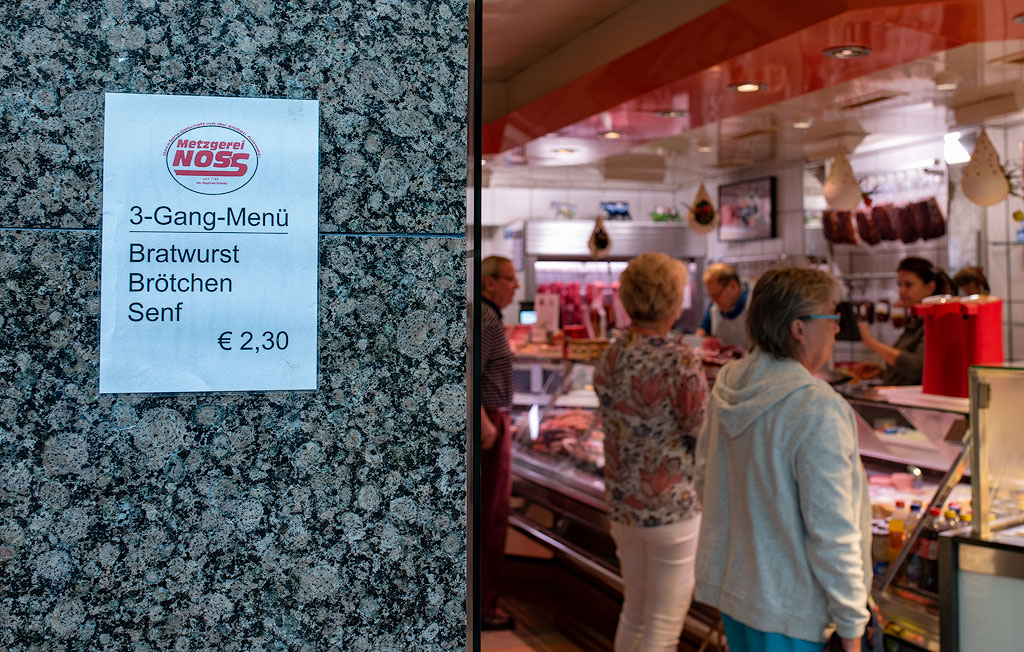 Metzgerei
NOSS
3-Gang-Menü
Bratwurst
Brötchen
Senf
€ 2,30